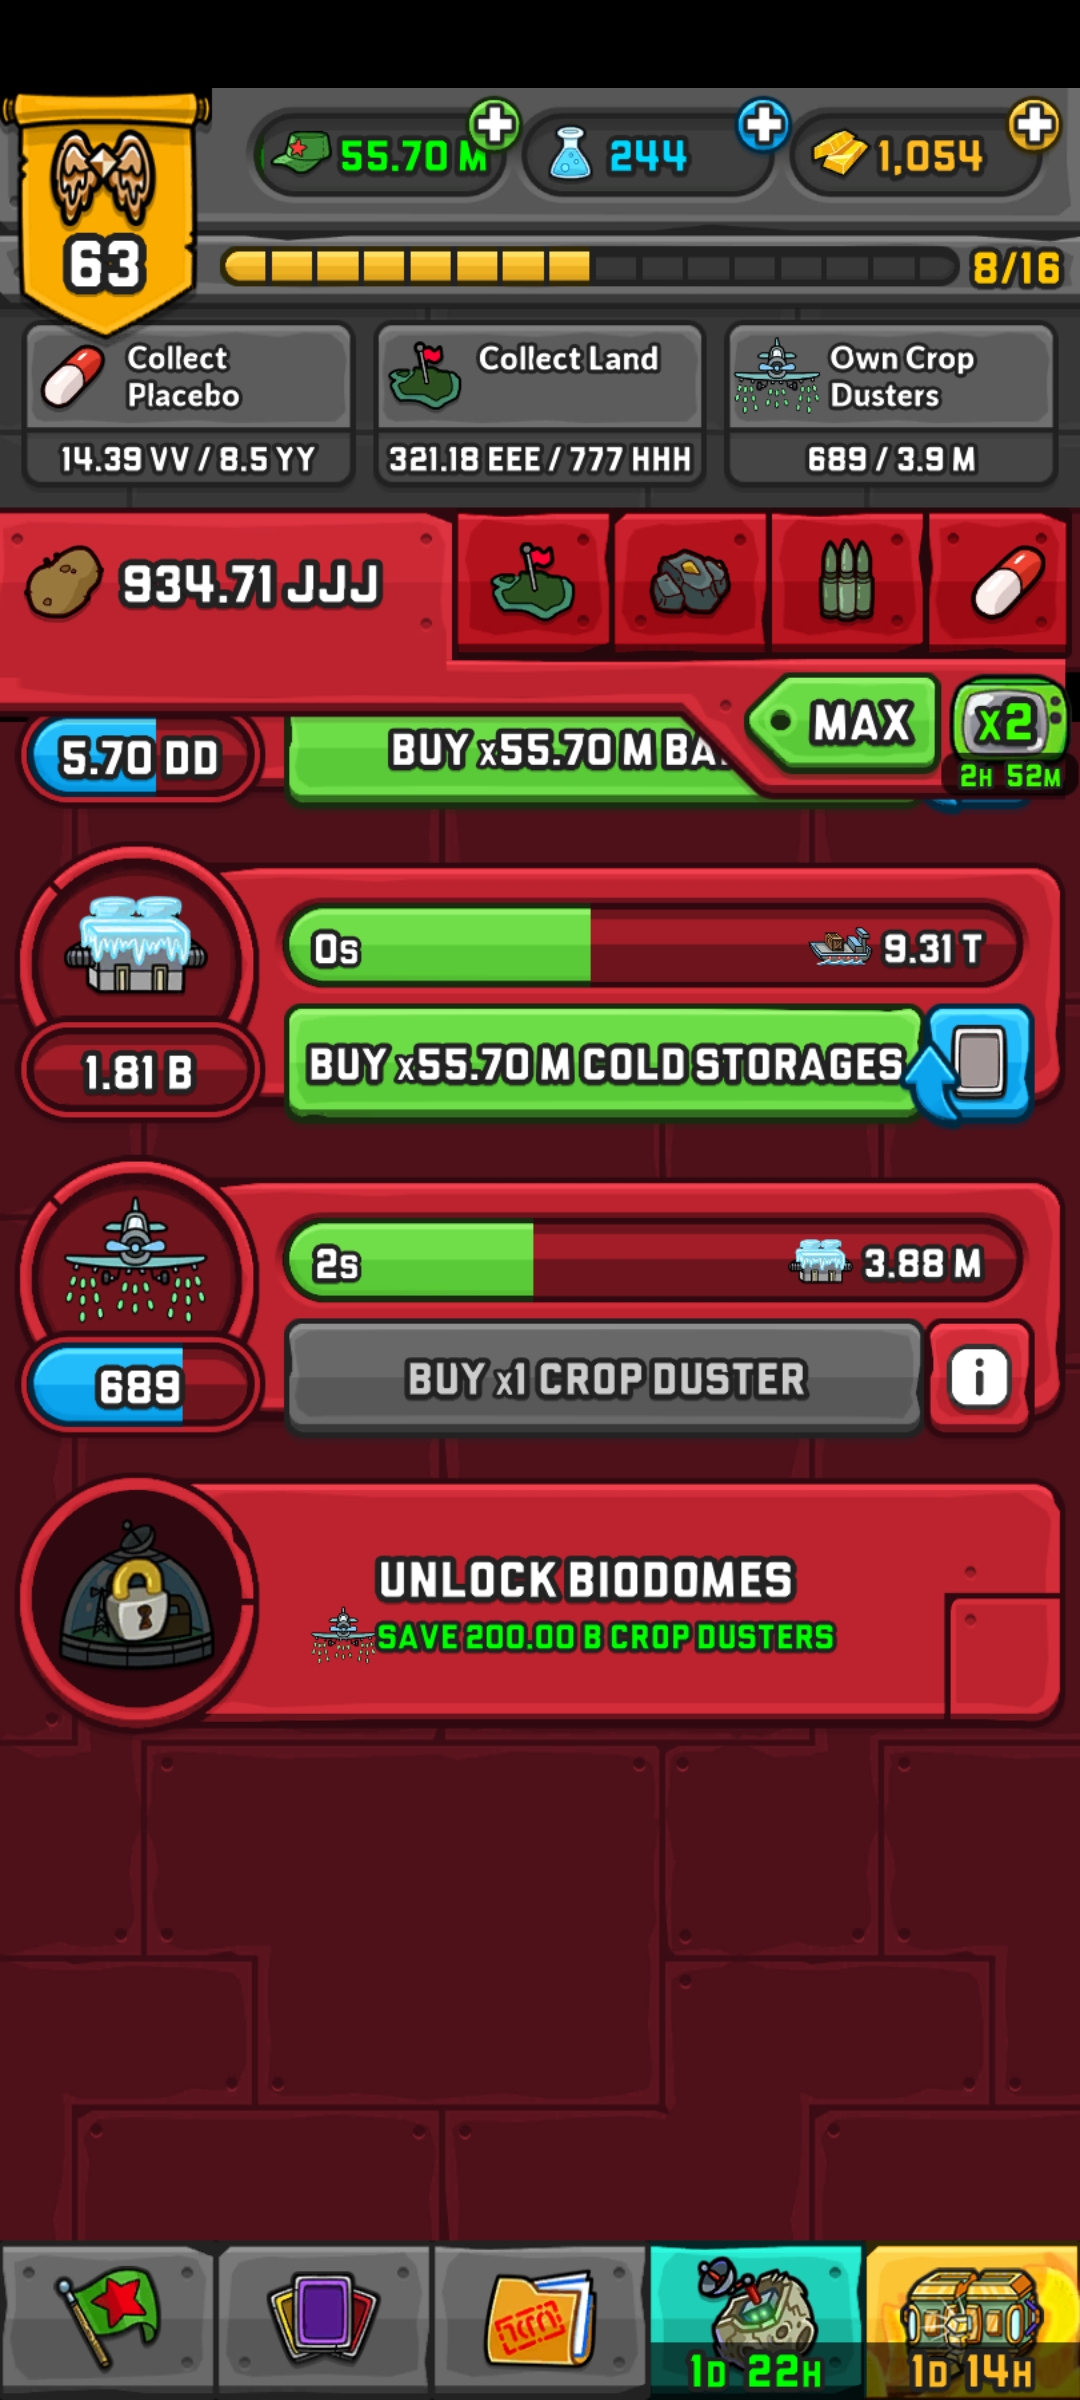 55.70 M
244
1,054
63
8/16
Collect
Placebo
14.39 VV / 8.5 YY
Collect Land
321.18 EEE / 777 HHH
Own Crop
Dusters
689 / 3.9 M
934.71 JJJ
MAX
X2
2H 52M
5.70 DD
BUY x55.70 M BA
0s
9.31 T
1.81 B
BUY x55.70 M COLD STORAGES
2s
3.88 M
689
BUY x1 CROP DUSTER
i
UNLOCK BIODOMES
SAVE 200.00 B CROP DUSTERS
1D 22H
1D 14H